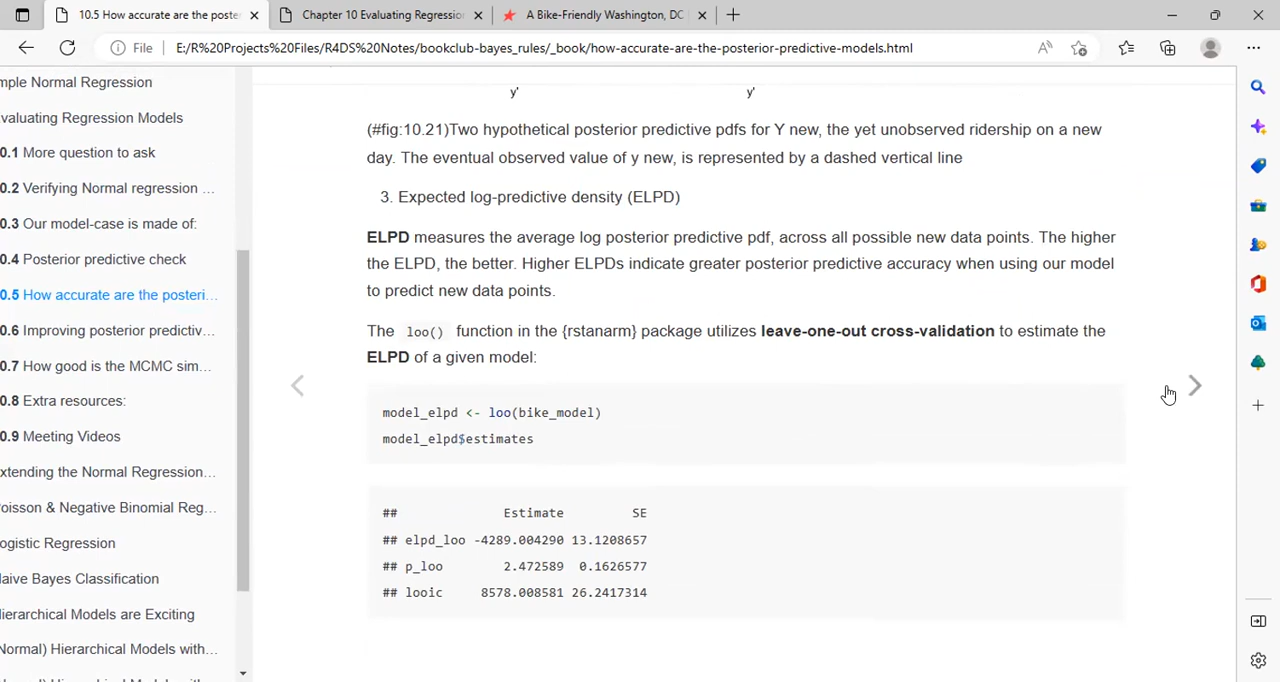 10.5 How accurate are the poste
Chapter 10 Evaluating Regressio
A Bike-Friendly Washington, DC
File
E:/R%20Projects%20Files/R4DS%20Notes/bookclub-bayes_rules/_book/how-accurate-are-the-posterior-predictive-models.html
mple Normal Regression
valuating Regression Models
0.1 More question to ask
0.2 Verifying Normal regression ...
0.3 Our model-case is made of:
0.4 Posterior predictive check
0.5 How accurate are the posteri...
0.6 Improving posterior predictiv...
0.7 How good is the MCMC sim...
0.8 Extra resources:
0.9 Meeting Videos
xtending the Normal Regression...
oisson & Negative Binomial Reg...
ogistic Regression
aive Bayes Classification
ierarchical Models are Exciting
Normal) Hierarchical Models with...
y' y'
(#fig:10.21)Two hypothetical posterior predictive pdfs for Y new, the yet unobserved ridership on a new
day. The eventual observed value of y new, is represented by a dashed vertical line
3. Expected log-predictive density (ELPD)
ELPD measures the average log posterior predictive pdf, across all possible new data points. The higher
the ELPD, the better. Higher ELPDs indicate greater posterior predictive accuracy when using our model
to predict new data points.
The loo() function in the {rstanarm} package utilizes leave-one-out cross-validation to estimate the
ELPD of a given model:
model_elpd <- loo(bike_model)
model_elpd$estimates
## Estimate SE
## elpd_loo -4289.004290 13.1208657
## p_loo 2.472589 0.1626577
## looic 8578.008581 26.2417314